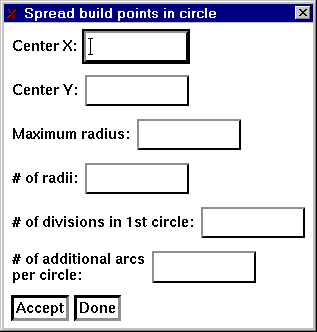 Spread build points in circle
Center X:
Center Y:
Maximum radius:
# of radii:
# of divisions in 1st circle:
# of additional arcs
per circle:
Accept Done